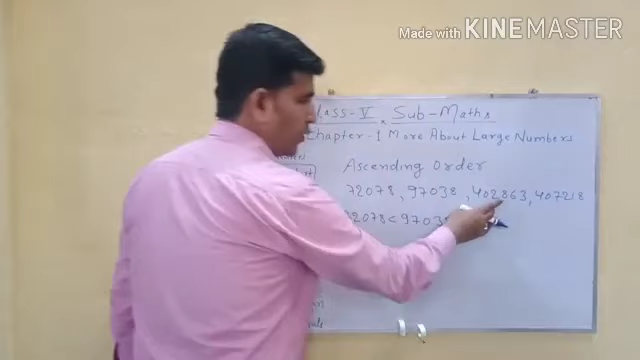 Made with KINEMASTER
Class-V Sub-Maths
Chapter-1 More About Large Numbers
Ascending Order
72078, 97038, 402863, 407218
72078<97038